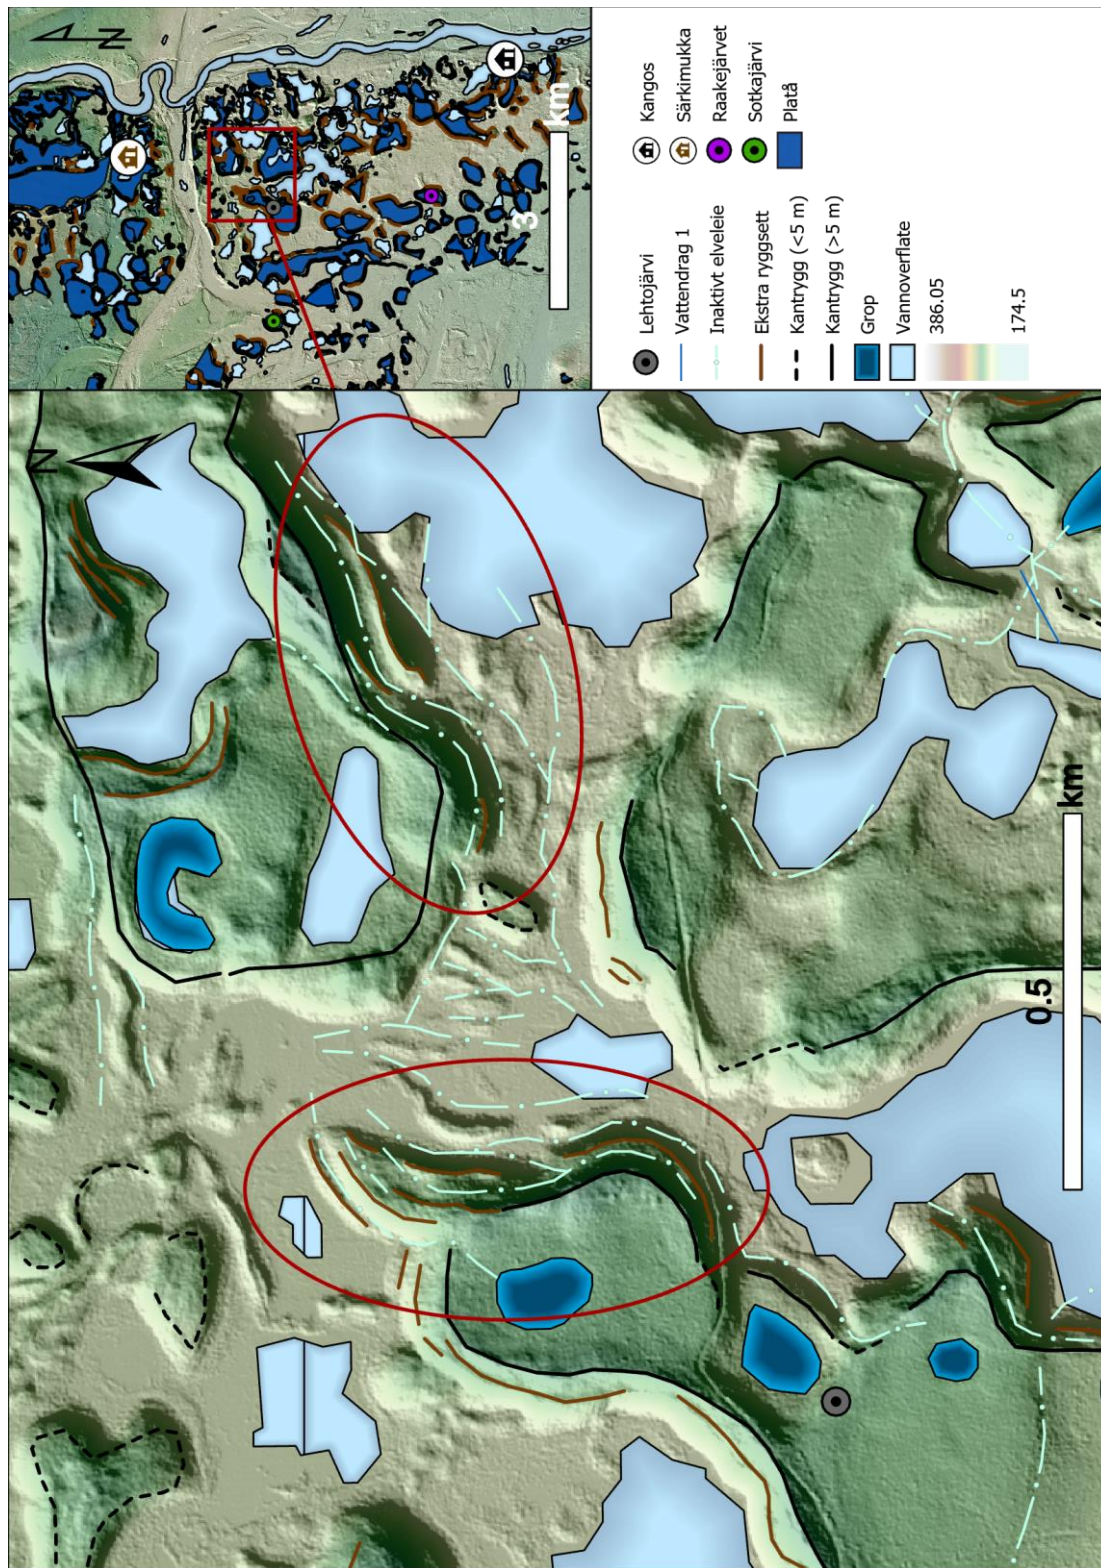 N
3
km
Lehtojärvi
Vattendrag 1
Inaktivt elveleie
Ekstra ryggsett
Kantrygg (<5 m)
Kantrygg (>5 m)
Grop
Vannoverflate
386.05
174.5
Kangos
Särkimukka
Raakejärvet
Sotkajärvi
Platå
N
0.5
km